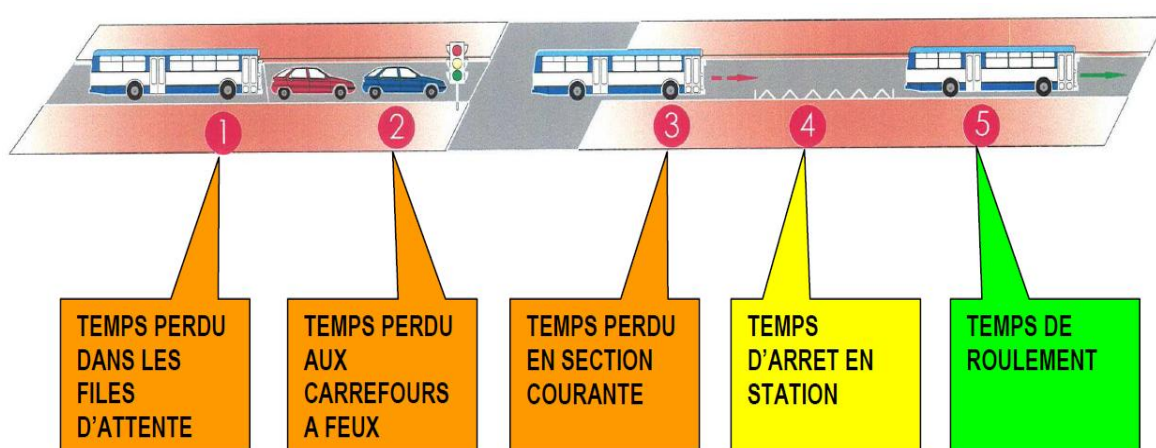 1
2
3
4
5
TEMPS PERDU
DANS LES
FILES
D’ATTENTE
TEMPS PERDU
AUX
CARREFOURS
A FEUX
TEMPS PERDU
EN SECTION
COURANTE
TEMPS
D’ARRET EN
STATION
TEMPS DE
ROULEMENT